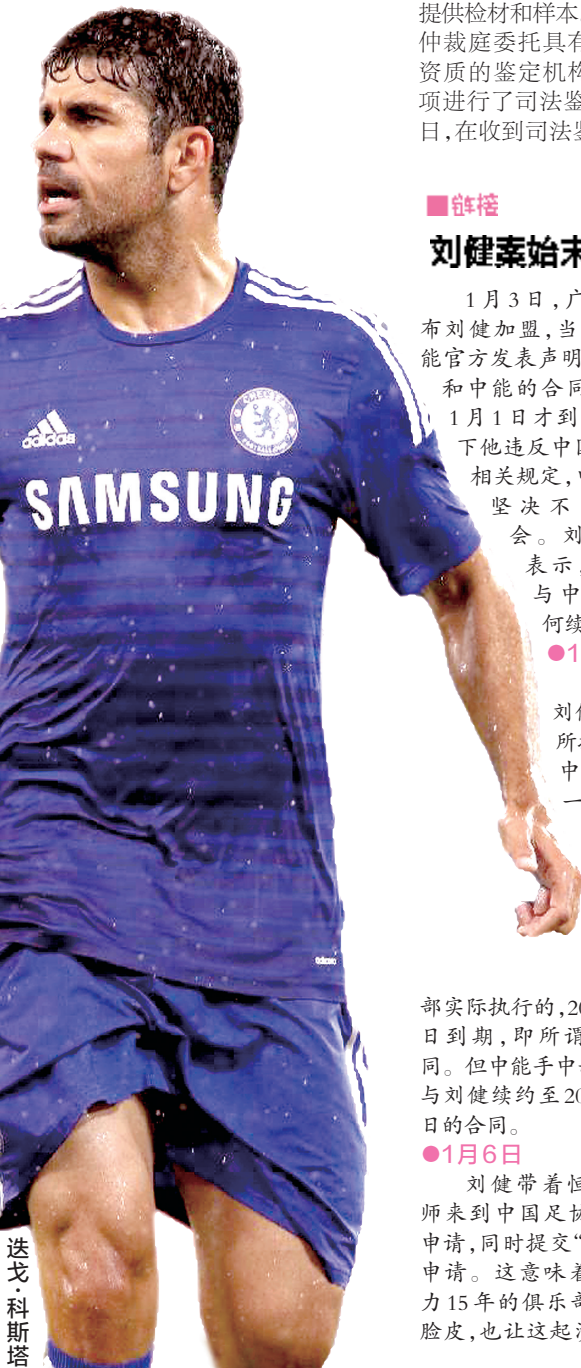 提供检材和样本
仲裁庭委托具有
资质的鉴定机构
项进行了司法鉴
日,在收到司法鉴
■链接
刘健案始末
1月3日,广
布刘健加盟,当
能官方发表声明
和中能的合同
1月1日才到
下他违反中国
相关规定,
坚决不
会。刘
表示,
与中
何续
●1
刘健
所
中
一
部实际执行的,20
日到期,即所谓
同。但中能手中
与刘健续约至20
日的合同。
●1月6日
刘健带着恒
师来到中国足协
申请,同时提交“
申请。这意味着
力15年的俱乐部
脸皮,也让这起
CHELSEA
FOOTBALL CLUB
adidas
SAMSUNG
adidas
迭戈·科斯塔